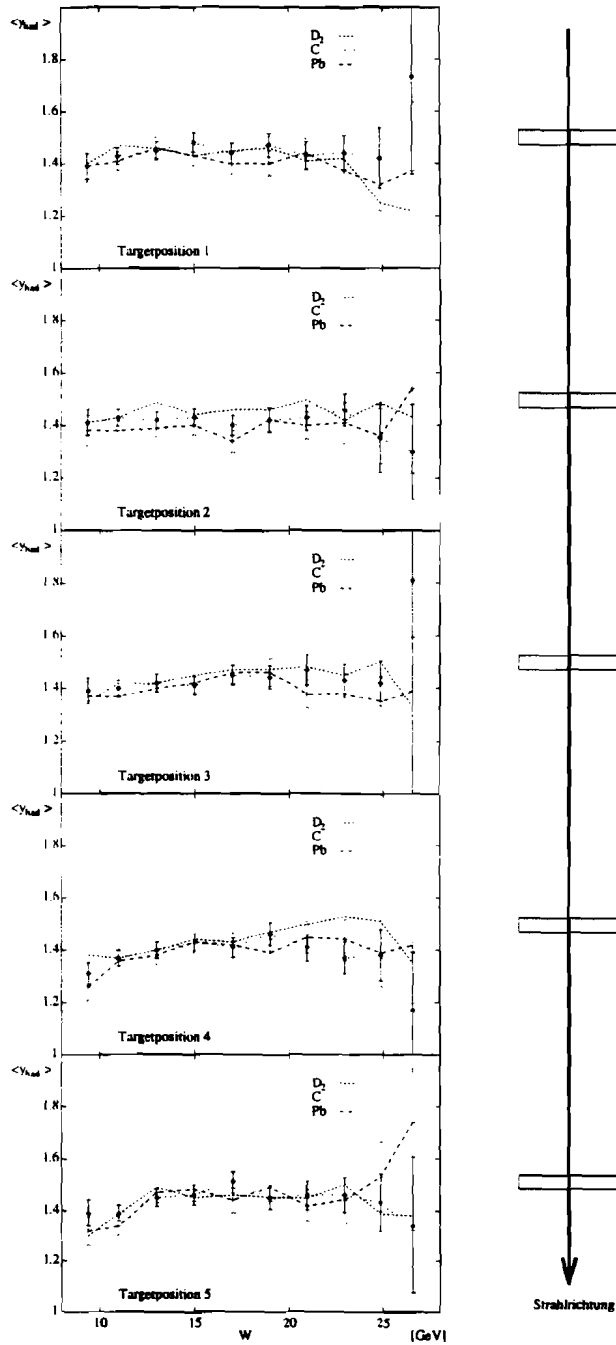 <y_had>
1.8
1.6
1.4
1.2
1
D₂
C
Pb
Targetposition 1
<y_had>
1.8
1.6
1.4
1.2
1
D₂
C
Pb
Targetposition 2
<y_had>
1.8
1.6
1.4
1.2
1
D₂
C
Pb
Targetposition 3
<y_had>
1.8
1.6
1.4
1.2
1
D₂
C
Pb
Targetposition 4
<y_had>
1.8
1.6
1.4
1.2
1
D₂
C
Pb
Targetposition 5
10 15 20 25
W [GeV]
Strahlrichtung